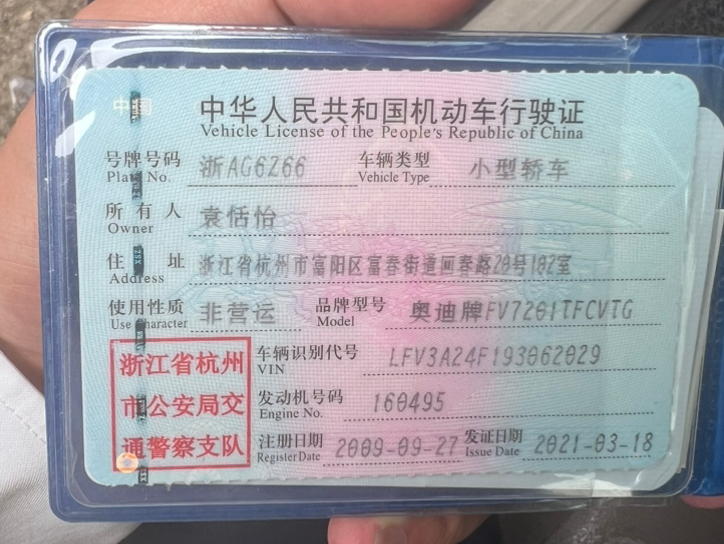 中国
中华人民共和国机动车行驶证
Vehicle License of the People's Republic of China
号牌号码 浙AG6Z66 车辆类型 小型轿车
Plate No. Vehicle Type
所有人 袁恬怡
Owner
住址 浙江省杭州市富阳区富春街道回春路20号102室
Address
使用性质 非营运 品牌型号 奥迪牌FV7201TFCVTG
Use Character Model
浙江省杭州
市公安局交
通警察支队
车辆识别代号 LFV3A24F193062029
VIN
发动机号码 160495
Engine No.
注册日期 2009-09-27 发证日期 2021-03-18
Register Date Issue Date